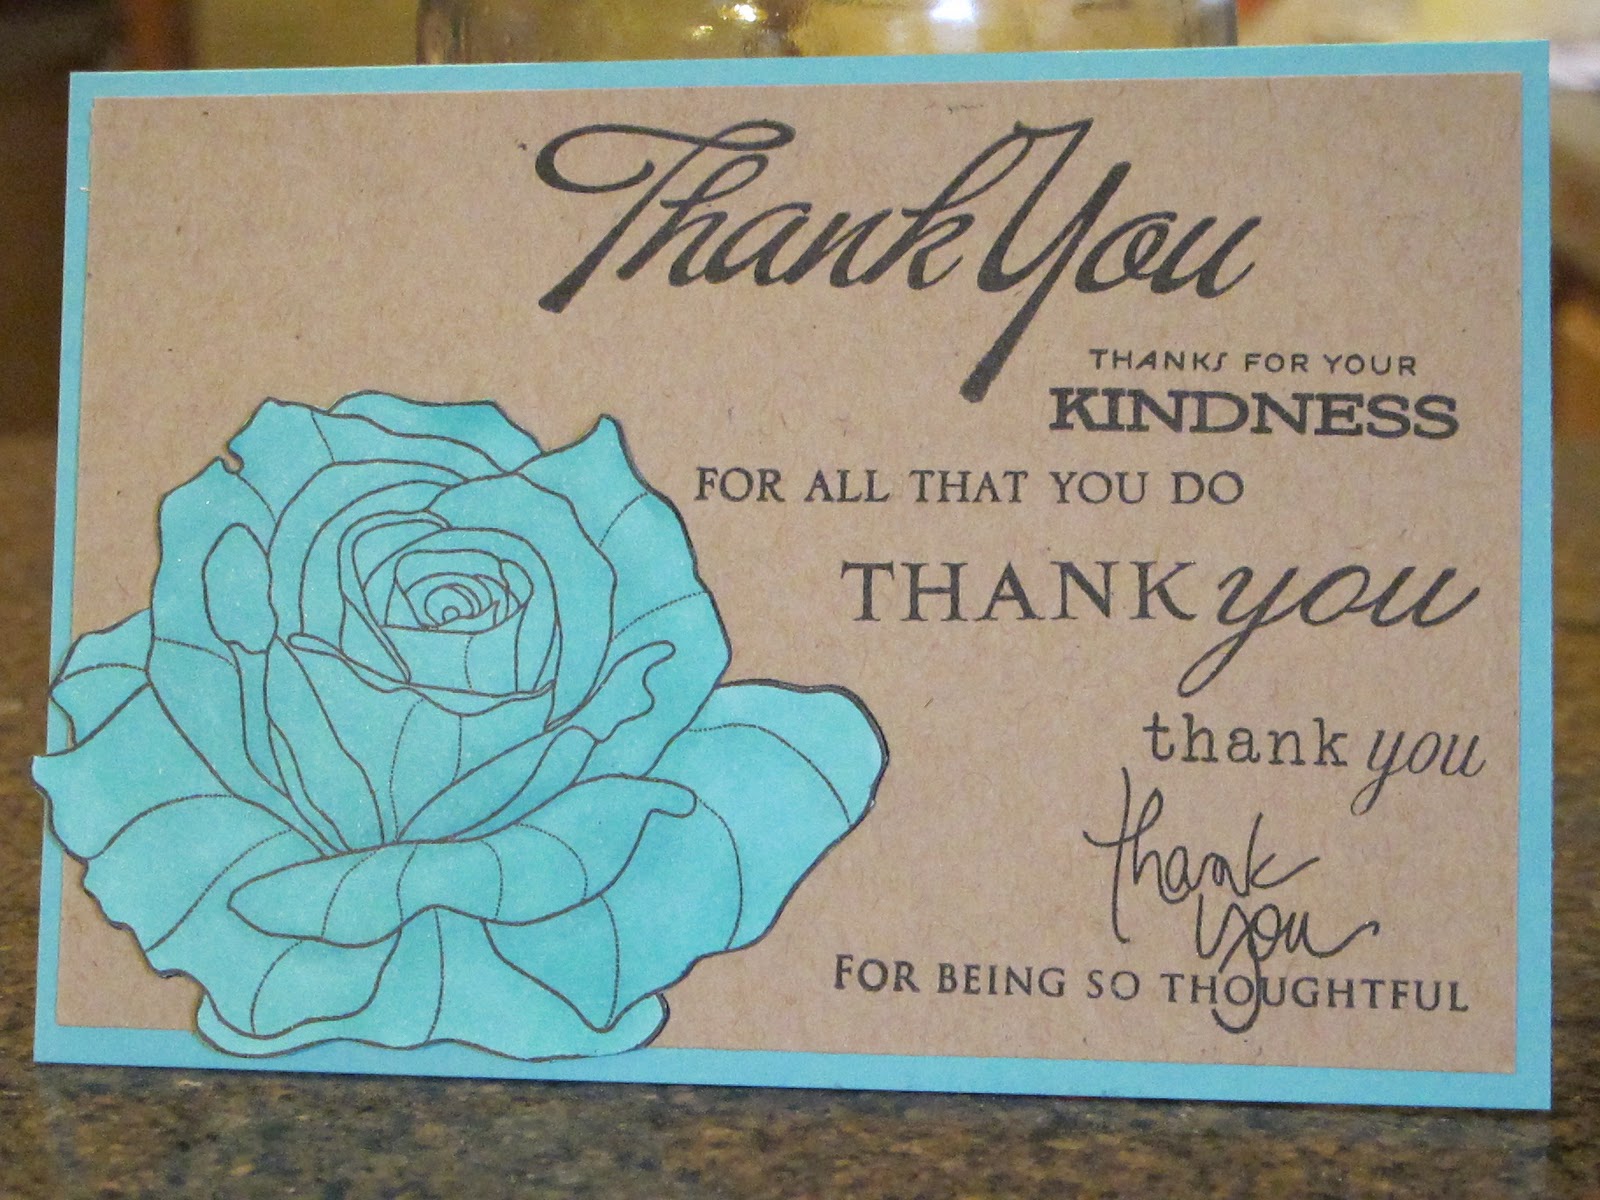 Thank You
THANKS FOR YOUR
KINDNESS
FOR ALL THAT YOU DO
THANK you
thank you
thank
you
FOR BEING SO THOUGHTFUL